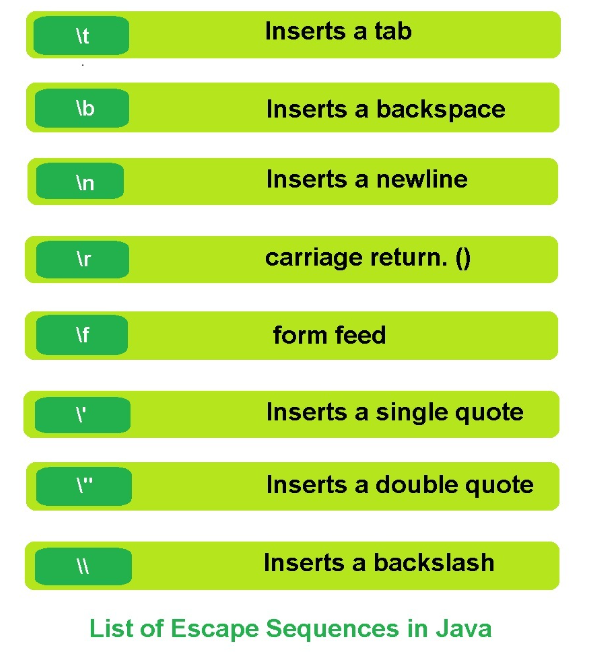 \t Inserts a tab
\b Inserts a backspace
\n Inserts a newline
\r carriage return. ()
\f form feed
\' Inserts a single quote
\" Inserts a double quote
\\ Inserts a backslash
List of Escape Sequences in Java